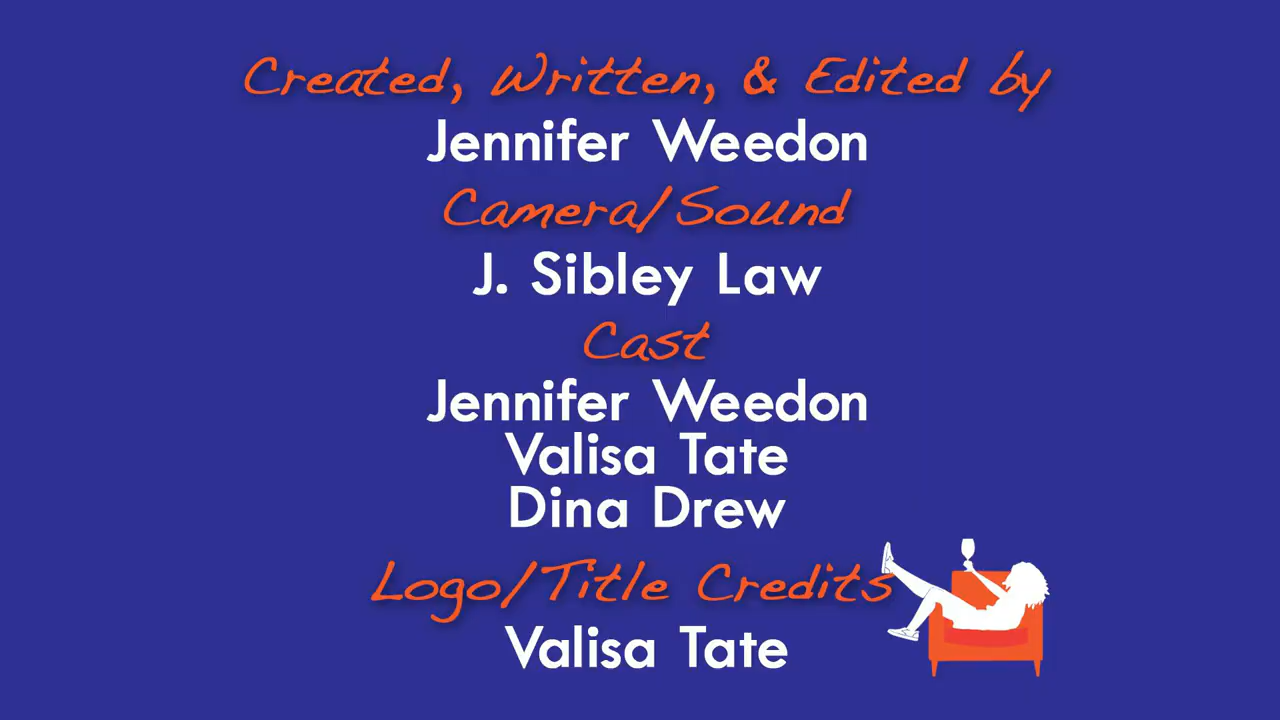 Created, Written, & Edited by
Jennifer Weedon
Camera/Sound
J. Sibley Law
Cast
Jennifer Weedon
Valisa Tate
Dina Drew
Logo/Title Credits
Valisa Tate